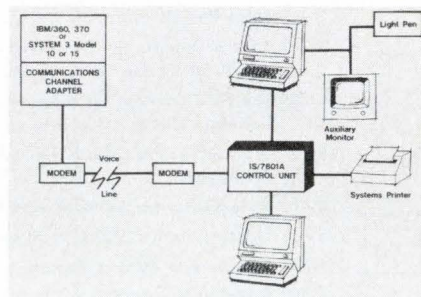 IBM/360, 370
or
SYSTEM 3 Model
10 or 15
COMMUNICATIONS
CHANNEL
ADAPTER
Light Pen
Auxiliary
Monitor
MODEM
Voice
Line
MODEM
IS/7601A
CONTROL UNIT
Systems Printer